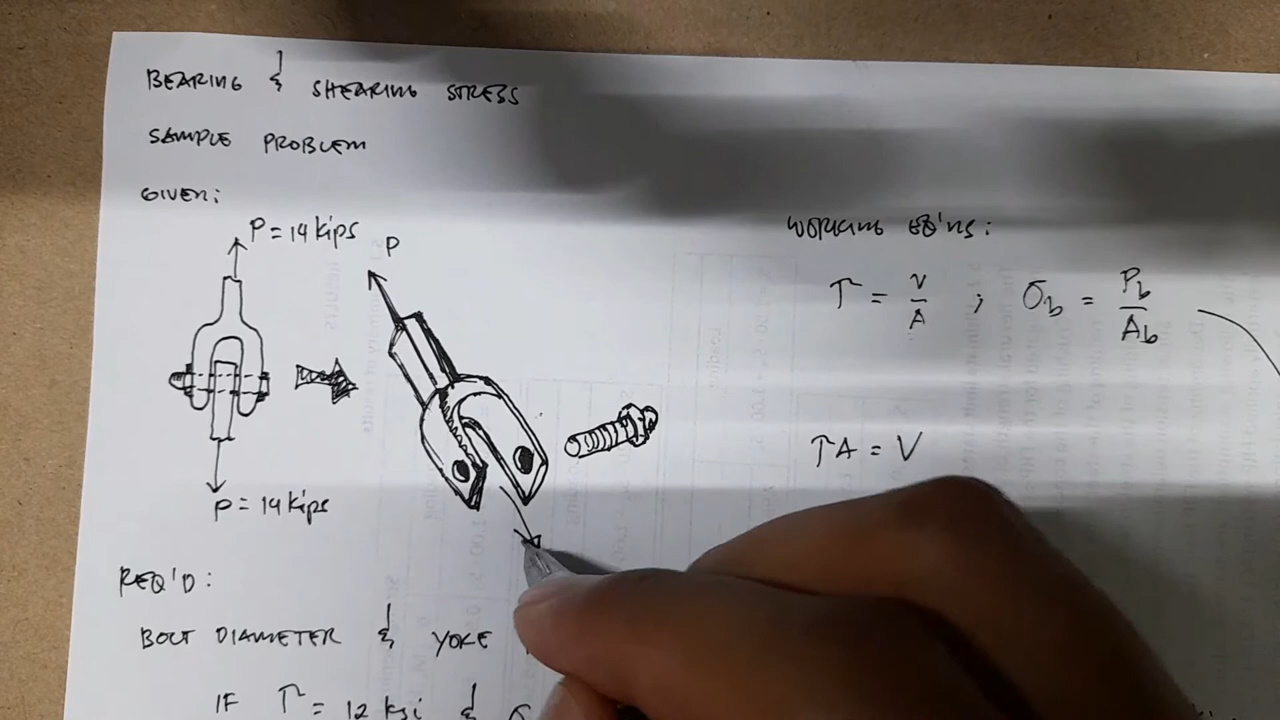 BEARING & SHEARING STRESS
SAMPLE PROBLEM
GIVEN:
P = 14 kips
P
P = 14 kips
REQ'D:
BOLT DIAMETER & YOKE
IF τ = 12 ksi & σ
WORKING EQ'NS:
τ = V/A ; σb = Pb/Ab
τA = V